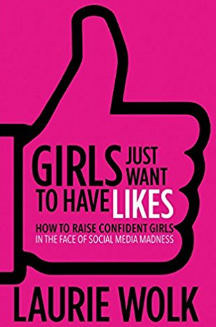 GIRLS JUST WANT
TO HAVE LIKES
HOW TO RAISE CONFIDENT GIRLS
IN THE FACE OF SOCIAL MEDIA MADNESS
LAURIE WOLK